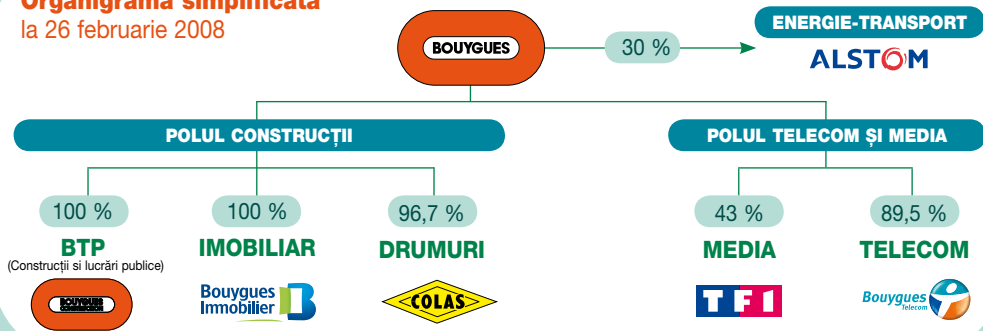 Organigrama simplificată
la 26 februarie 2008
BOUYGUES
30 %
ENERGIE-TRANSPORT
ALSTOM
POLUL CONSTRUCȚII
POLUL TELECOM ȘI MEDIA
100 %
100 %
96,7 %
43 %
89,5 %
BTP
(Construcții si lucrări publice)
IMOBILIAR
DRUMURI
MEDIA
TELECOM
BOUYGUES
CONSTRUCTION
Bouygues
Immobilier
COLAS
TF1
Bouygues
Telecom